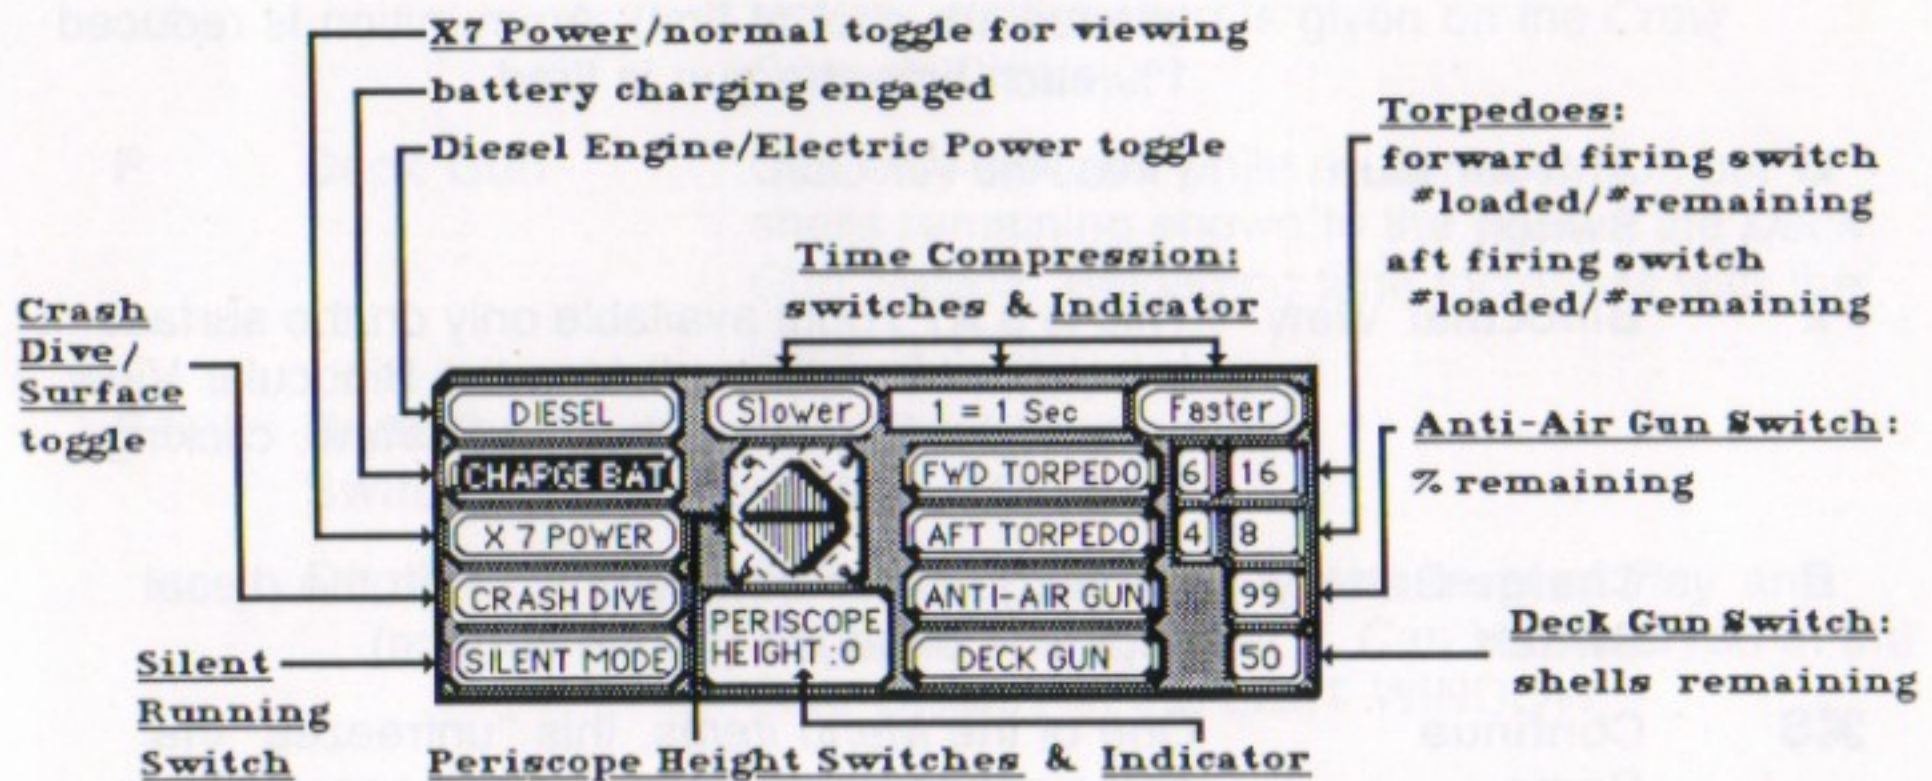 X7 Power/normal toggle for viewing
battery charging engaged
Diesel Engine/Electric Power toggle
Torpedoes:
forward firing switch
#loaded/#remaining
aft firing switch
#loaded/#remaining
Time Compression:
switches & Indicator
Crash
Dive/
Surface
toggle
Anti-Air Gun Switch:
% remaining
Deck Gun Switch:
shells remaining
Silent
Running
Switch
Periscope Height Switches & Indicator
DIESEL
CHARGE BAT
X 7 POWER
CRASH DIVE
SILENT MODE
Slower
1 = 1 Sec
Faster
PERISCOPE
HEIGHT :0
FWD TORPEDO 6 16
AFT TORPEDO 4 8
ANTI-AIR GUN 99
DECK GUN 50